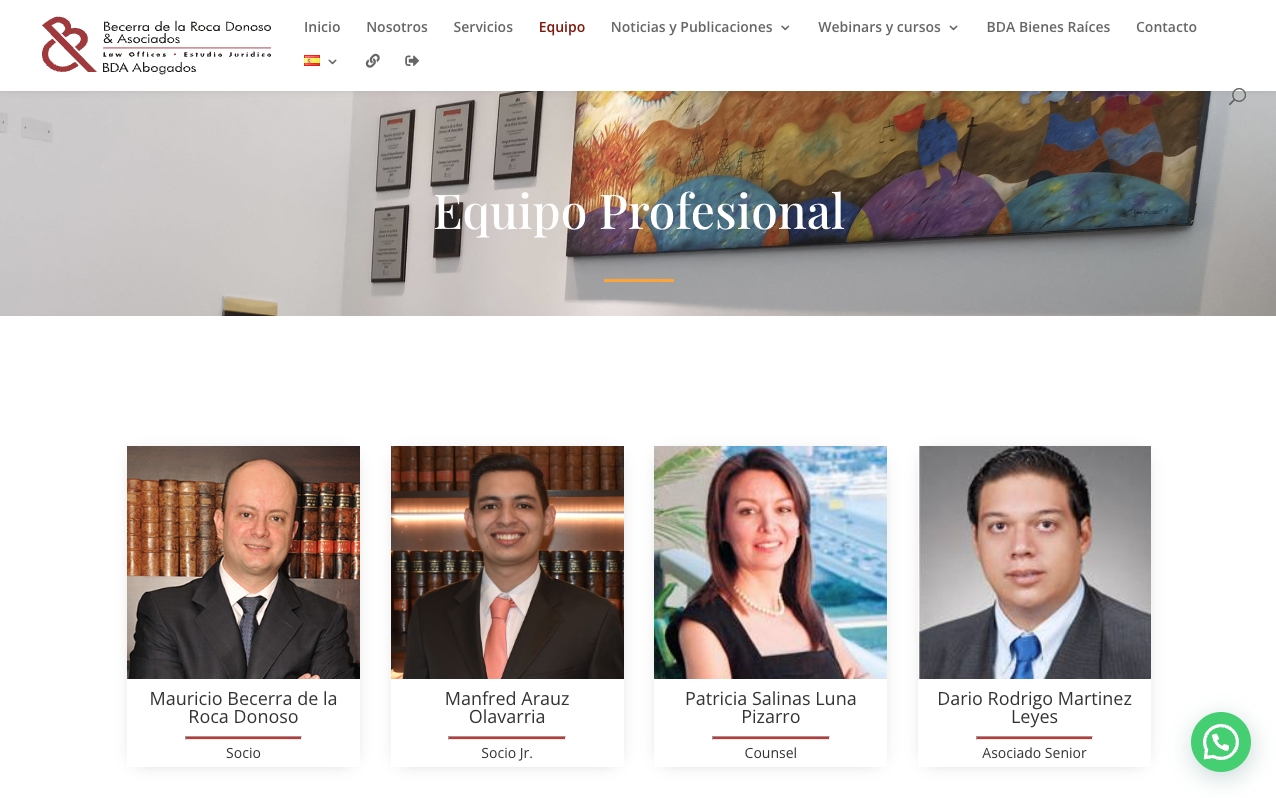 Becerra de la Roca Donoso
& Asociados
Law Offices - Estudio Jurídico
BDA Abogados
Inicio
Nosotros
Servicios
Equipo
Noticias y Publicaciones
Webinars y cursos
BDA Bienes Raíces
Contacto
Equipo Profesional
Mauricio Becerra de la
Roca Donoso
Socio
Manfred Arauz
Olavarria
Socio Jr.
Patricia Salinas Luna
Pizarro
Counsel
Dario Rodrigo Martinez
Leyes
Asociado Senior